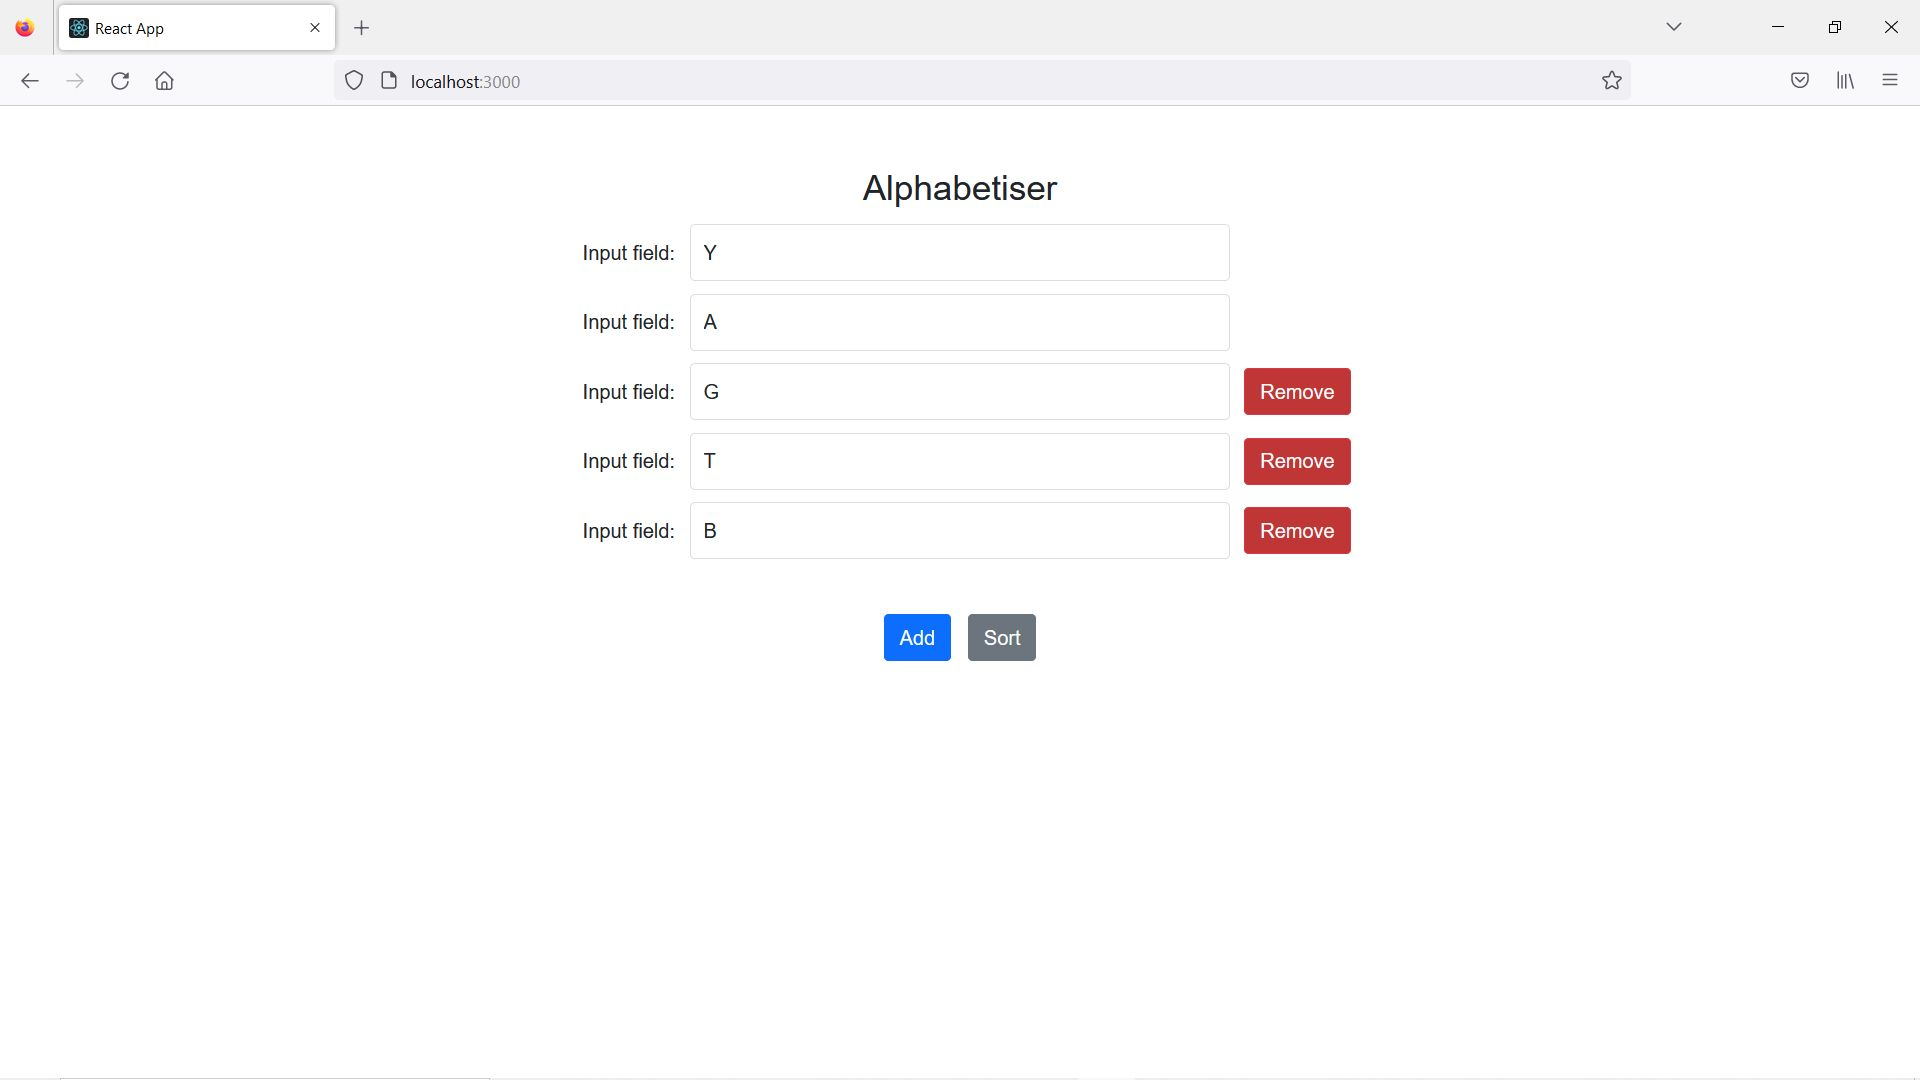 React App
localhost:3000
Alphabetiser
Input field: Y
Input field: A
Input field: G Remove
Input field: T Remove
Input field: B Remove
Add Sort